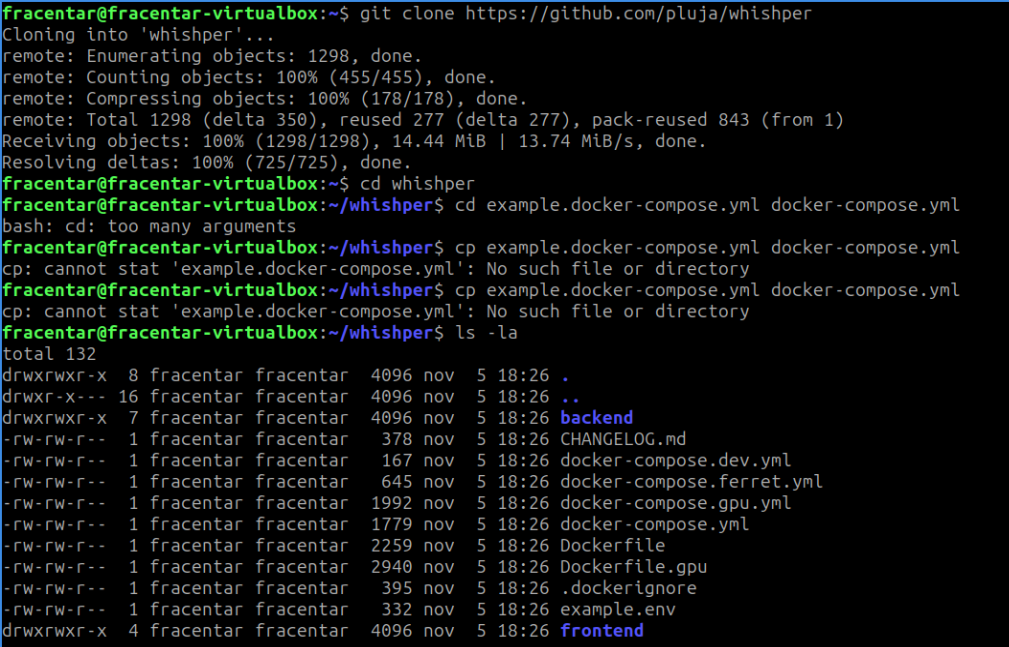 fracentar@fracentar-virtualbox:~$ git clone https://github.com/pluja/whishper
Cloning into 'whishper'...
remote: Enumerating objects: 1298, done.
remote: Counting objects: 100% (455/455), done.
remote: Compressing objects: 100% (178/178), done.
remote: Total 1298 (delta 350), reused 277 (delta 277), pack-reused 843 (from 1)
Receiving objects: 100% (1298/1298), 14.44 MiB | 13.74 MiB/s, done.
Resolving deltas: 100% (725/725), done.
fracentar@fracentar-virtualbox:~$ cd whishper
fracentar@fracentar-virtualbox:~/whishper$ cd example.docker-compose.yml docker-compose.yml
bash: cd: too many arguments
fracentar@fracentar-virtualbox:~/whishper$ cp example.docker-compose.yml docker-compose.yml
cp: cannot stat 'example.docker-compose.yml': No such file or directory
fracentar@fracentar-virtualbox:~/whishper$ cp example.docker-compose.yml docker-compose.yml
cp: cannot stat 'example.docker-compose.yml': No such file or directory
fracentar@fracentar-virtualbox:~/whishper$ ls -la
total 132
drwxrwxr-x  8 fracentar fracentar  4096 nov  5 18:26 .
drwxr-x--- 16 fracentar fracentar  4096 nov  5 18:26 ..
drwxrwxr-x  7 fracentar fracentar  4096 nov  5 18:26 backend
-rw-rw-r--  1 fracentar fracentar   378 nov  5 18:26 CHANGELOG.md
-rw-rw-r--  1 fracentar fracentar   167 nov  5 18:26 docker-compose.dev.yml
-rw-rw-r--  1 fracentar fracentar   645 nov  5 18:26 docker-compose.ferret.yml
-rw-rw-r--  1 fracentar fracentar  1992 nov  5 18:26 docker-compose.gpu.yml
-rw-rw-r--  1 fracentar fracentar  1779 nov  5 18:26 docker-compose.yml
-rw-rw-r--  1 fracentar fracentar  2259 nov  5 18:26 Dockerfile
-rw-rw-r--  1 fracentar fracentar  2940 nov  5 18:26 Dockerfile.gpu
-rw-rw-r--  1 fracentar fracentar   395 nov  5 18:26 .dockerignore
-rw-rw-r--  1 fracentar fracentar   332 nov  5 18:26 example.env
drwxrwxr-x  4 fracentar fracentar  4096 nov  5 18:26 frontend